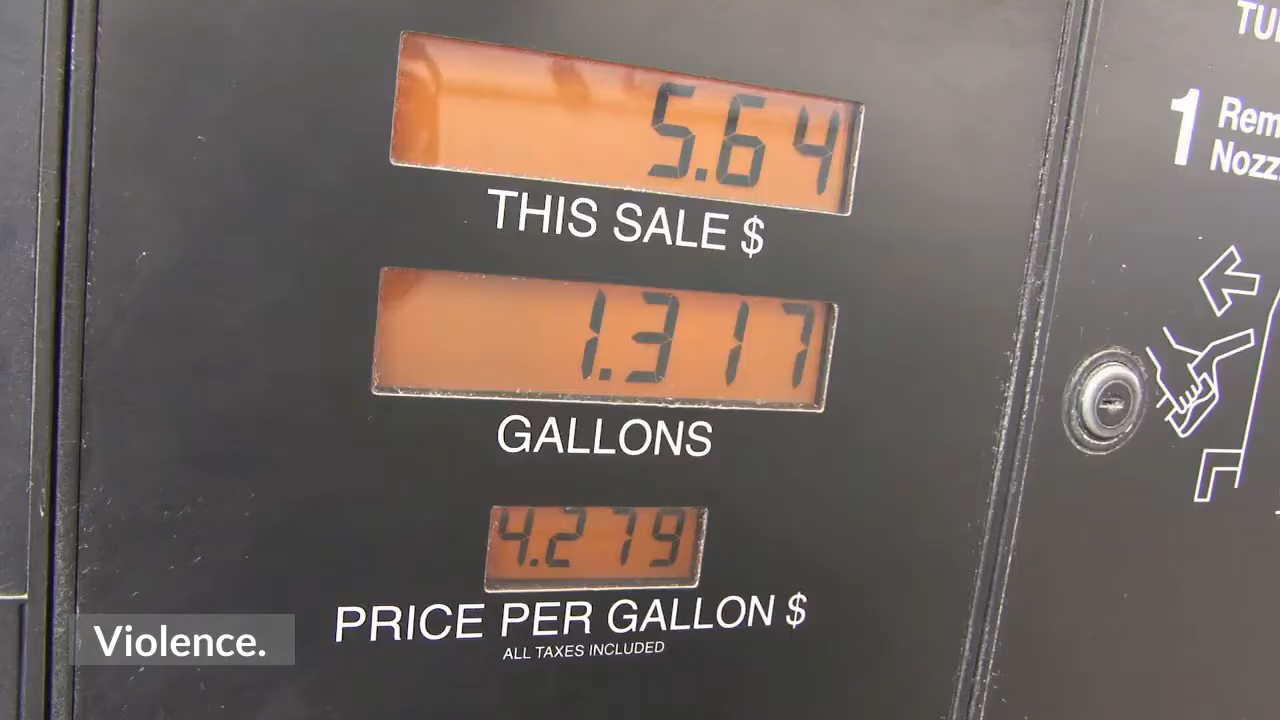 5.64
THIS SALE $
1.317
GALLONS
4.279
PRICE PER GALLON $
ALL TAXES INCLUDED
Violence.
1